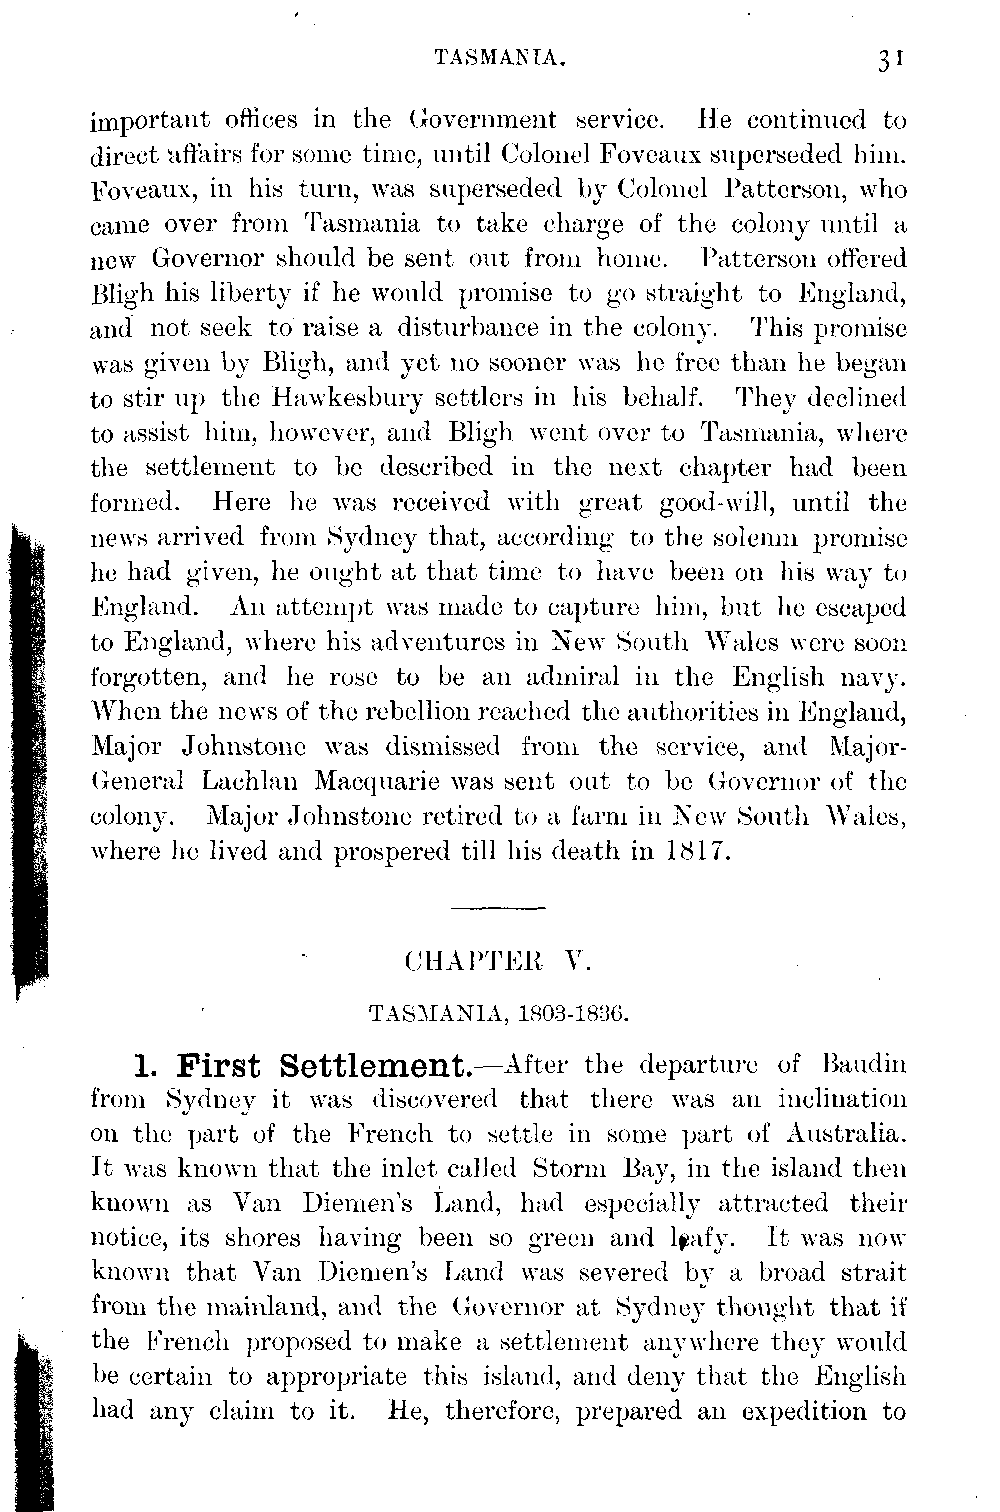 TASMANIA. 31
important offices in the Government service. He continued to
direct affairs for some time, until Colonel Foveaux superseded him.
Foveaux, in his turn, was superseded by Colonel Patterson, who
came over from Tasmania to take charge of the colony until a
new Governor should be sent out from home. Patterson offered
Bligh his liberty if he would promise to go straight to England,
and not seek to raise a disturbance in the colony. This promise
was given by Bligh, and yet no sooner was he free than he began
to stir up the Hawkesbury settlers in his behalf. They declined
to assist him, however, and Bligh went over to Tasmania, where
the settlement to be described in the next chapter had been
formed. Here he was received with great good-will, until the
news arrived from Sydney that, according to the solemn promise
he had given, he ought at that time to have been on his way to
England. An attempt was made to capture him, but he escaped
to England, where his adventures in New South Wales were soon
forgotten, and he rose to be an admiral in the English navy.
When the news of the rebellion reached the authorities in England,
Major Johnstone was dismissed from the service, and Major-
General Lachlan Macquarie was sent out to be Governor of the
colony. Major Johnstone retired to a farm in New South Wales,
where he lived and prospered till his death in 1817.
CHAPTER V.
TASMANIA, 1803-1836.
1. First Settlement.—After the departure of Baudin
from Sydney it was discovered that there was an inclination
on the part of the French to settle in some part of Australia.
It was known that the inlet called Storm Bay, in the island then
known as Van Diemen's Land, had especially attracted their
notice, its shores having been so green and leafy. It was now
known that Van Diemen's Land was severed by a broad strait
from the mainland, and the Governor at Sydney thought that if
the French proposed to make a settlement anywhere they would
be certain to appropriate this island, and deny that the English
had any claim to it. He, therefore, prepared an expedition to